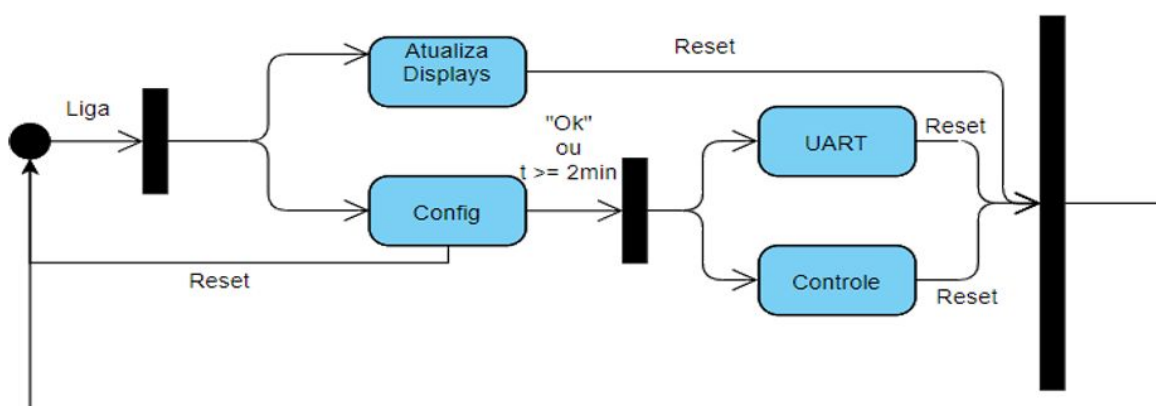 Liga
Atualiza
Displays
Reset
"Ok"
ou
t >= 2min
Config
Reset
UART
Reset
Controle
Reset